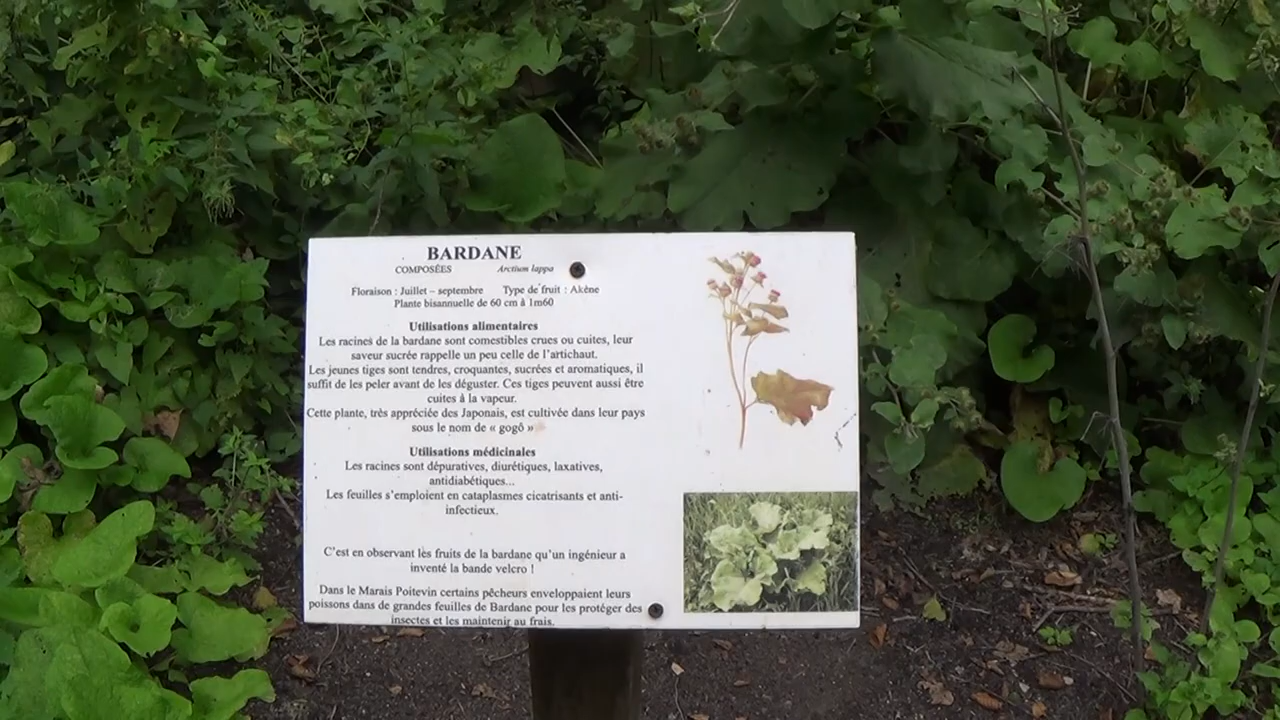 BARDANE
COMPOSÉES Arctium lappa
Floraison : Juillet – septembre Type de fruit : Akène
Plante bisannuelle de 60 cm à 1m60
Utilisations alimentaires
Les racines de la bardane sont comestibles crues ou cuites, leur
saveur sucrée rappelle un peu celle de l’artichaut.
Les jeunes tiges sont tendres, croquantes, sucrées et aromatiques, il
suffit de les peler avant de les déguster. Ces tiges peuvent aussi être
cuites à la vapeur.
Cette plante, très appréciée des Japonais, est cultivée dans leur pays
sous le nom de « gogô »
Utilisations médicinales
Les racines sont dépuratives, diurétiques, laxatives,
antidiabétiques...
Les feuilles s’emploient en cataplasmes cicatrisants et anti-
infectieux.
C’est en observant les fruits de la bardane qu’un ingénieur a
inventé la bande velcro !
Dans le Marais Poitevin certains pêcheurs enveloppaient leurs
poissons dans de grandes feuilles de Bardane pour les protéger des
insectes et les maintenir au frais.